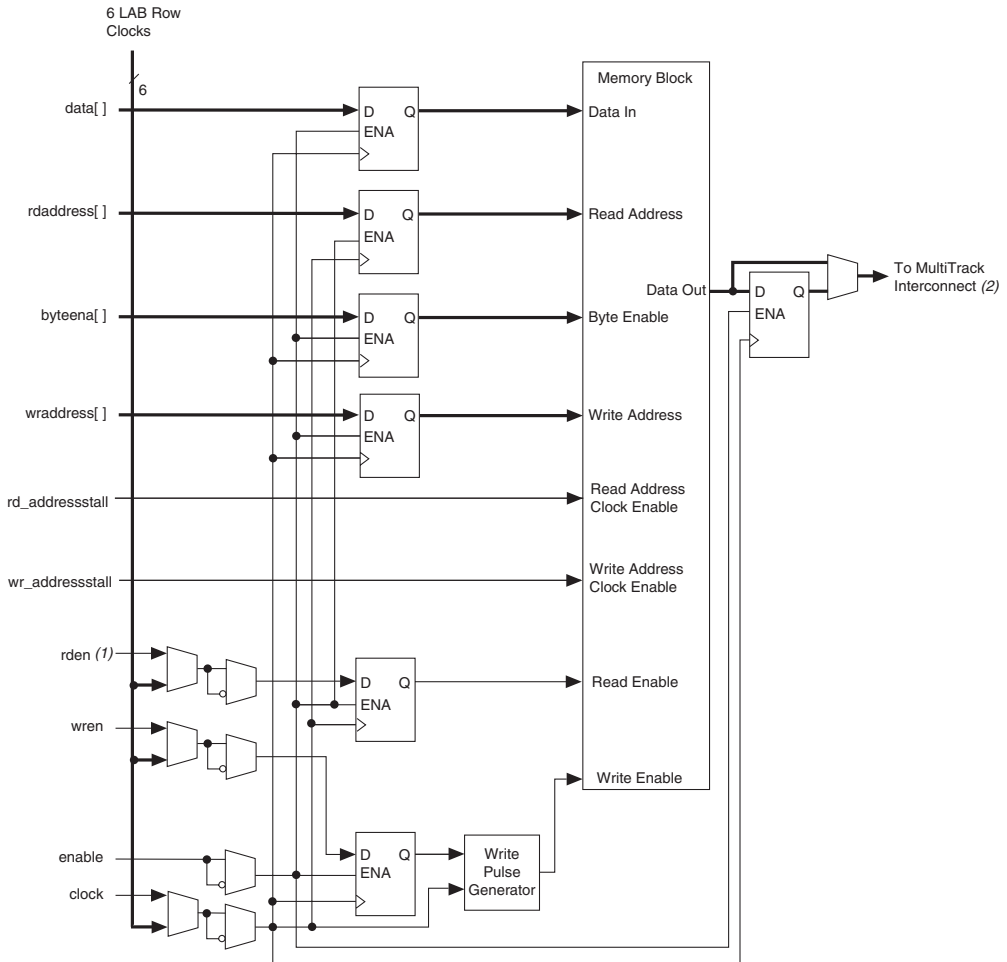 6 LAB Row
Clocks
6
Memory Block
data[ ]
D Q
ENA
Data In
rdaddress[ ]
D Q
ENA
Read Address
To MultiTrack
Interconnect (2)
Data Out
D Q
ENA
byteena[ ]
D Q
ENA
Byte Enable
wraddress[ ]
D Q
ENA
Write Address
rd_addressstall
Read Address
Clock Enable
wr_addressstall
Write Address
Clock Enable
rden (1)
D Q
ENA
Read Enable
wren
Write Enable
enable
D Q
ENA
Write
Pulse
Generator
clock